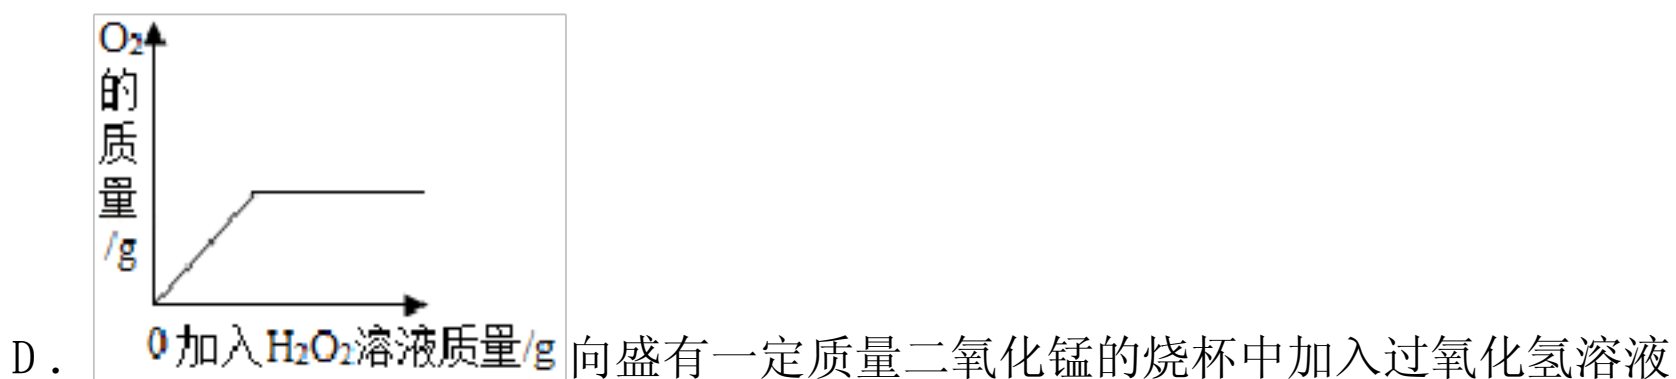 O₂
的
质
量
/g
0 加入H₂O₂溶液质量/g
D. 向盛有一定质量二氧化锰的烧杯中加入过氧化氢溶液